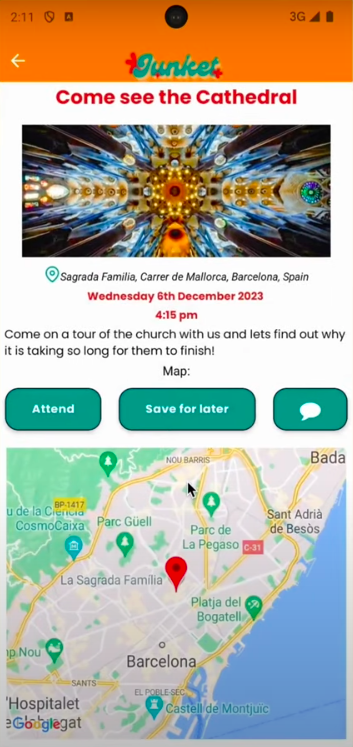 2:11
3G
Junket
Come see the Cathedral
Sagrada Familia, Carrer de Mallorca, Barcelona, Spain
Wednesday 6th December 2023
4:15 pm
Come on a tour of the church with us and lets find out why
it is taking so long for them to finish!
Map:
Attend
Save for later
NOU BARRIS
Bada
BP-1417
u de la Ciència
CosmoCaixa
Parc Güell
Parc de
La Pegaso
C-31
Sant Adrià
de Besòs
La Sagrada Família
Platja del
Bogatell
np Nou
Barcelona
SANTS
EL POBLE-SEC
Castell de Montjuïc
'Hospitalet
Google